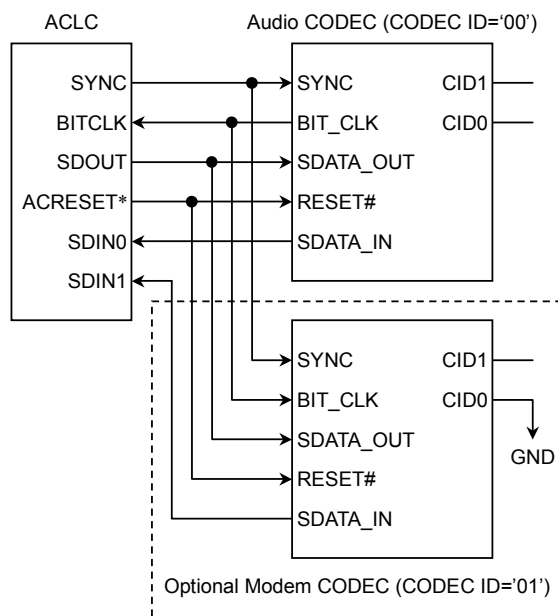 ACLC
SYNC
BITCLK
SDOUT
ACRESET*
SDIN0
SDIN1
Audio CODEC (CODEC ID=‘00’)
SYNC CID1
BIT_CLK CID0
SDATA_OUT
RESET#
SDATA_IN
SYNC CID1
BIT_CLK CID0
SDATA_OUT
GND
RESET#
SDATA_IN
Optional Modem CODEC (CODEC ID=’01’)